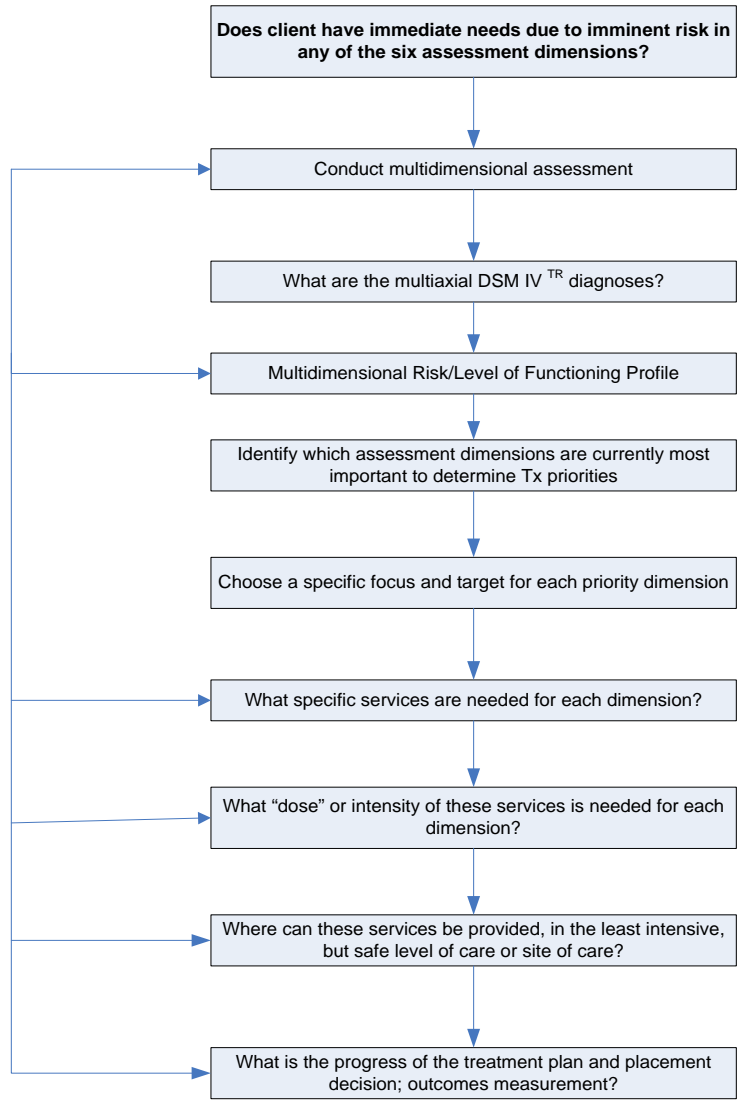 Does client have immediate needs due to imminent risk in
any of the six assessment dimensions?
Conduct multidimensional assessment
What are the multiaxial DSM IV TR diagnoses?
Multidimensional Risk/Level of Functioning Profile
Identify which assessment dimensions are currently most
important to determine Tx priorities
Choose a specific focus and target for each priority dimension
What specific services are needed for each dimension?
What “dose” or intensity of these services is needed for each
dimension?
Where can these services be provided, in the least intensive,
but safe level of care or site of care?
What is the progress of the treatment plan and placement
decision; outcomes measurement?